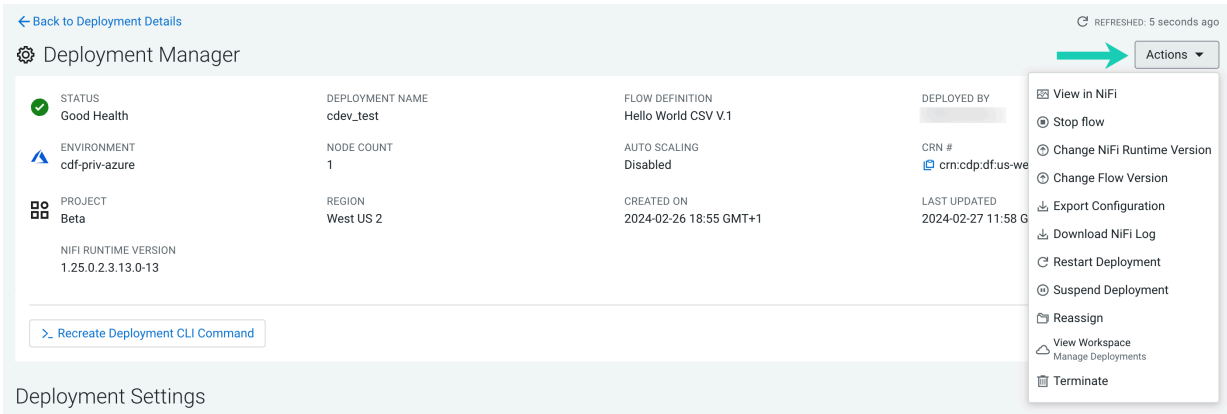 Back to Deployment Details
REFRESHED: 5 seconds ago
Deployment Manager
Actions
STATUS
Good Health
DEPLOYMENT NAME
cdev_test
FLOW DEFINITION
Hello World CSV V.1
DEPLOYED BY
ENVIRONMENT
cdf-priv-azure
NODE COUNT
1
AUTO SCALING
Disabled
CRN #
crn:cdp:df:us-we
PROJECT
Beta
REGION
West US 2
CREATED ON
2024-02-26 18:55 GMT+1
LAST UPDATED
2024-02-27 11:58 G
NIFI RUNTIME VERSION
1.25.0.2.3.13.0-13
>_ Recreate Deployment CLI Command
Deployment Settings
View in NiFi
Stop flow
Change NiFi Runtime Version
Change Flow Version
Export Configuration
Download NiFi Log
Restart Deployment
Suspend Deployment
Reassign
View Workspace
Manage Deployments
Terminate